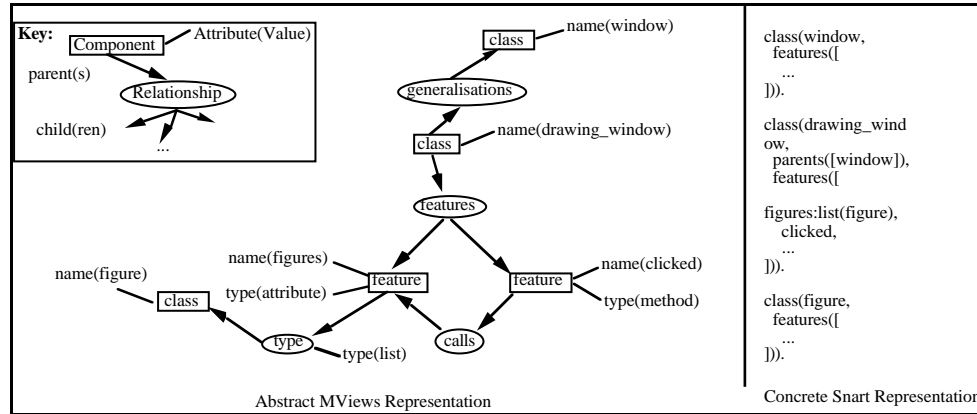 Key:
Component
Attribute(Value)
parent(s)
Relationship
child(ren)
...
class
name(window)
generalisations
class
name(drawing_window)
features
name(figures)
feature
type(attribute)
name(clicked)
feature
type(method)
name(figure)
class
type
type(list)
calls
Abstract MViews Representation
class(window,
features([
...
])).
class(drawing_wind
ow,
parents([window]),
features([
figures:list(figure),
clicked,
...
])).
class(figure,
features([
...
])).
Concrete Snart Representation